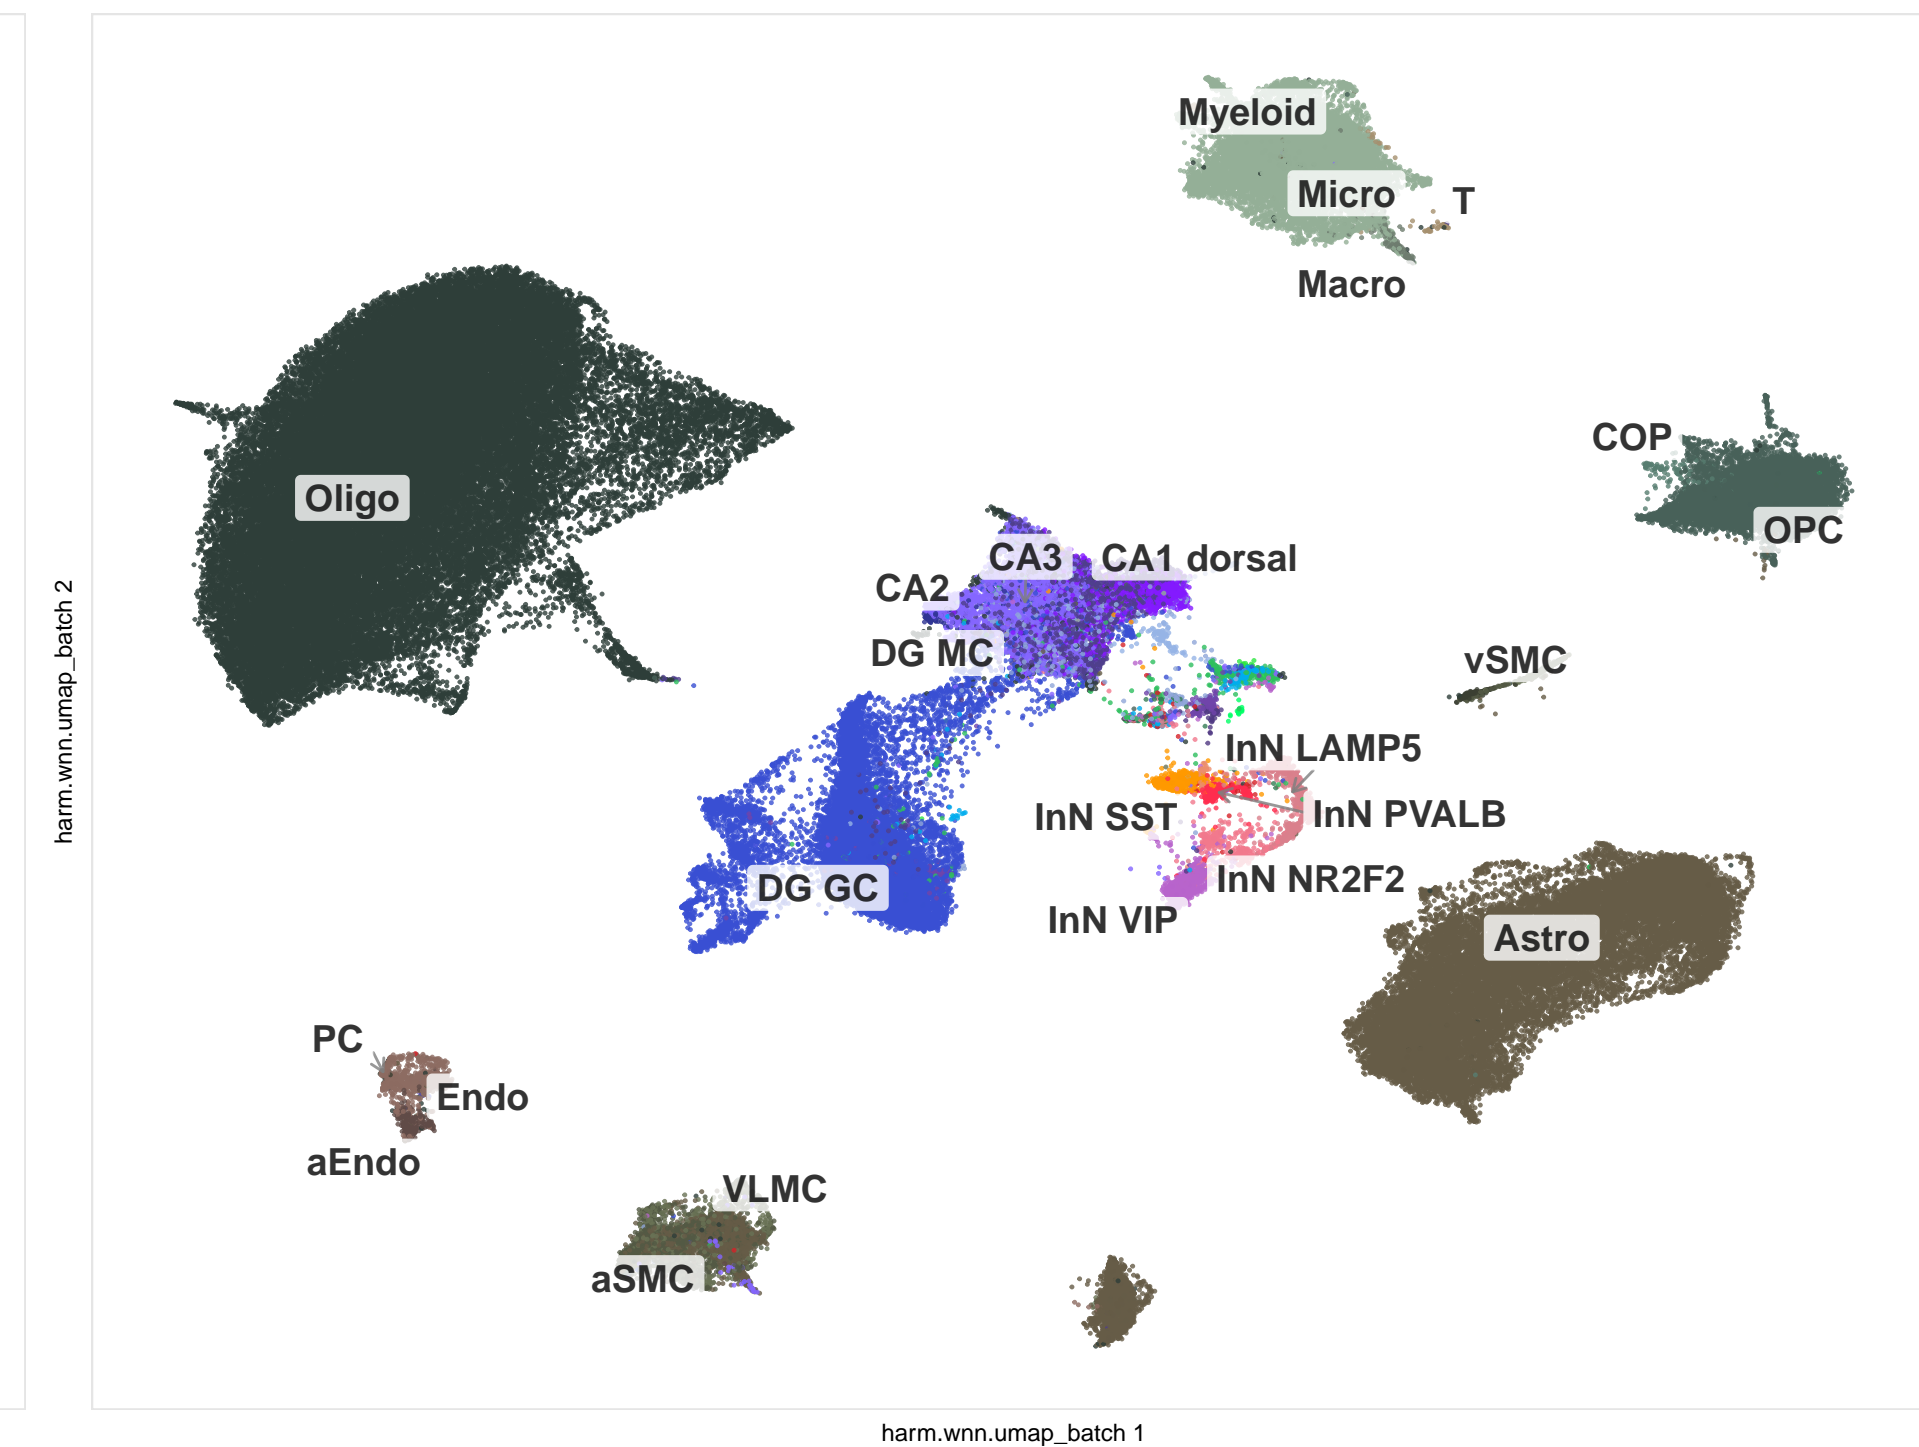 Myeloid
Micro
T
Macro
COP
Oligo
OPC
CA3
CA1 dorsal
CA2
DG MC
vSMC
InN LAMP5
InN SST
InN PVALB
InN NR2F2
DG GC
InN VIP
Astro
PC
Endo
aEndo
VLMC
aSMC
harm.wnn.umap_batch 2
harm.wnn.umap_batch 1